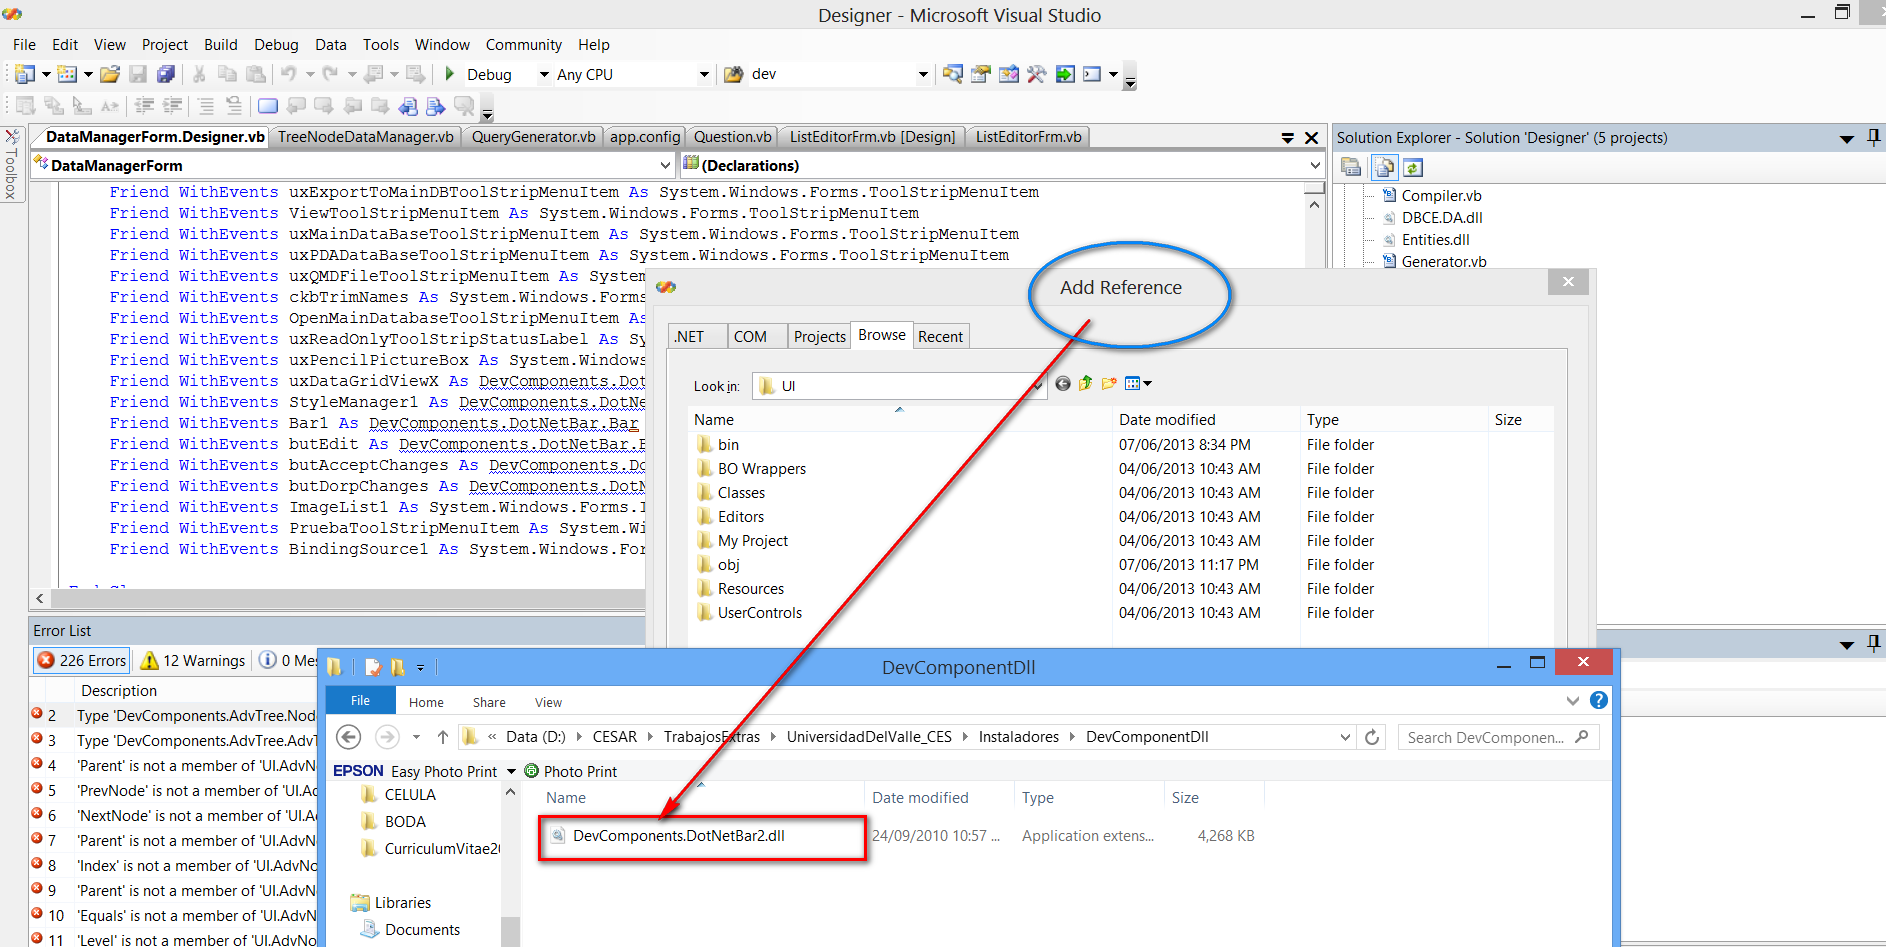 Designer - Microsoft Visual Studio
File Edit View Project Build Debug Data Tools Window Community Help
Debug Any CPU dev
DataManagerForm.Designer.vb TreeNodeDataManager.vb QueryGenerator.vb app.config Question.vb ListEditorFrm.vb [Design] ListEditorFrm.vb
Toolbox
DataManagerForm (Declarations)
Friend WithEvents uxExportToMainDBToolStripMenuItem As System.Windows.Forms.ToolStripMenuItem
Friend WithEvents ViewToolStripMenuItem As System.Windows.Forms.ToolStripMenuItem
Friend WithEvents uxMainDataBaseToolStripMenuItem As System.Windows.Forms.ToolStripMenuItem
Friend WithEvents uxPDADataBaseToolStripMenuItem As System.Windows.Forms.ToolStripMenuItem
Friend WithEvents uxQMDFileToolStripMenuItem As System
Friend WithEvents ckbTrimNames As System.Windows.Forms
Friend WithEvents OpenMainDatabaseToolStripMenuItem As
Friend WithEvents uxReadOnlyToolStripStatusLabel As Sy
Friend WithEvents uxPencilPictureBox As System.Windows
Friend WithEvents uxDataGridViewX As DevComponents.Dot
Friend WithEvents StyleManager1 As DevComponents.DotNe
Friend WithEvents Bar1 As DevComponents.DotNetBar.Bar
Friend WithEvents butEdit As DevComponents.DotNetBar.B
Friend WithEvents butAcceptChanges As DevComponents.Do
Friend WithEvents butDorpChanges As DevComponents.DotN
Friend WithEvents ImageList1 As System.Windows.Forms.I
Friend WithEvents PruebaToolStripMenuItem As System.Wi
Friend WithEvents BindingSource1 As System.Windows.For
Solution Explorer - Solution 'Designer' (5 projects)
Compiler.vb
DBCE.DA.dll
Entities.dll
Generator.vb
Add Reference
.NET COM Projects Browse Recent
Look in: UI
Name Date modified Type Size
bin 07/06/2013 8:34 PM File folder
BO Wrappers 04/06/2013 10:43 AM File folder
Classes 04/06/2013 10:43 AM File folder
Editors 04/06/2013 10:43 AM File folder
My Project 04/06/2013 10:43 AM File folder
obj 07/06/2013 11:17 PM File folder
Resources 04/06/2013 10:43 AM File folder
UserControls 04/06/2013 10:43 AM File folder
Error List
226 Errors 12 Warnings 0 Mes
Description
2 Type 'DevComponents.AdvTree.Nod
3 Type 'DevComponents.AdvTree.AdvT
4 'Parent' is not a member of 'UI.AdvN
5 'PrevNode' is not a member of 'UI.Ad
6 'NextNode' is not a member of 'UI.Ad
7 'Parent' is not a member of 'UI.AdvN
8 'Index' is not a member of 'UI.AdvNo
9 'Parent' is not a member of 'UI.AdvN
10 'Equals' is not a member of 'UI.AdvN
11 'Level' is not a member of 'UI.AdvNo
DevComponentDll
File Home Share View
« Data (D:) CESAR TrabajosExtras UniversidadDelValle_CES Instaladores DevComponentDll
Search DevComponen...
EPSON Easy Photo Print Photo Print
CELULA
BODA
CurriculumVitae20
Libraries
Documents
Name Date modified Type Size
DevComponents.DotNetBar2.dll 24/09/2010 10:57 ... Application extens... 4,268 KB